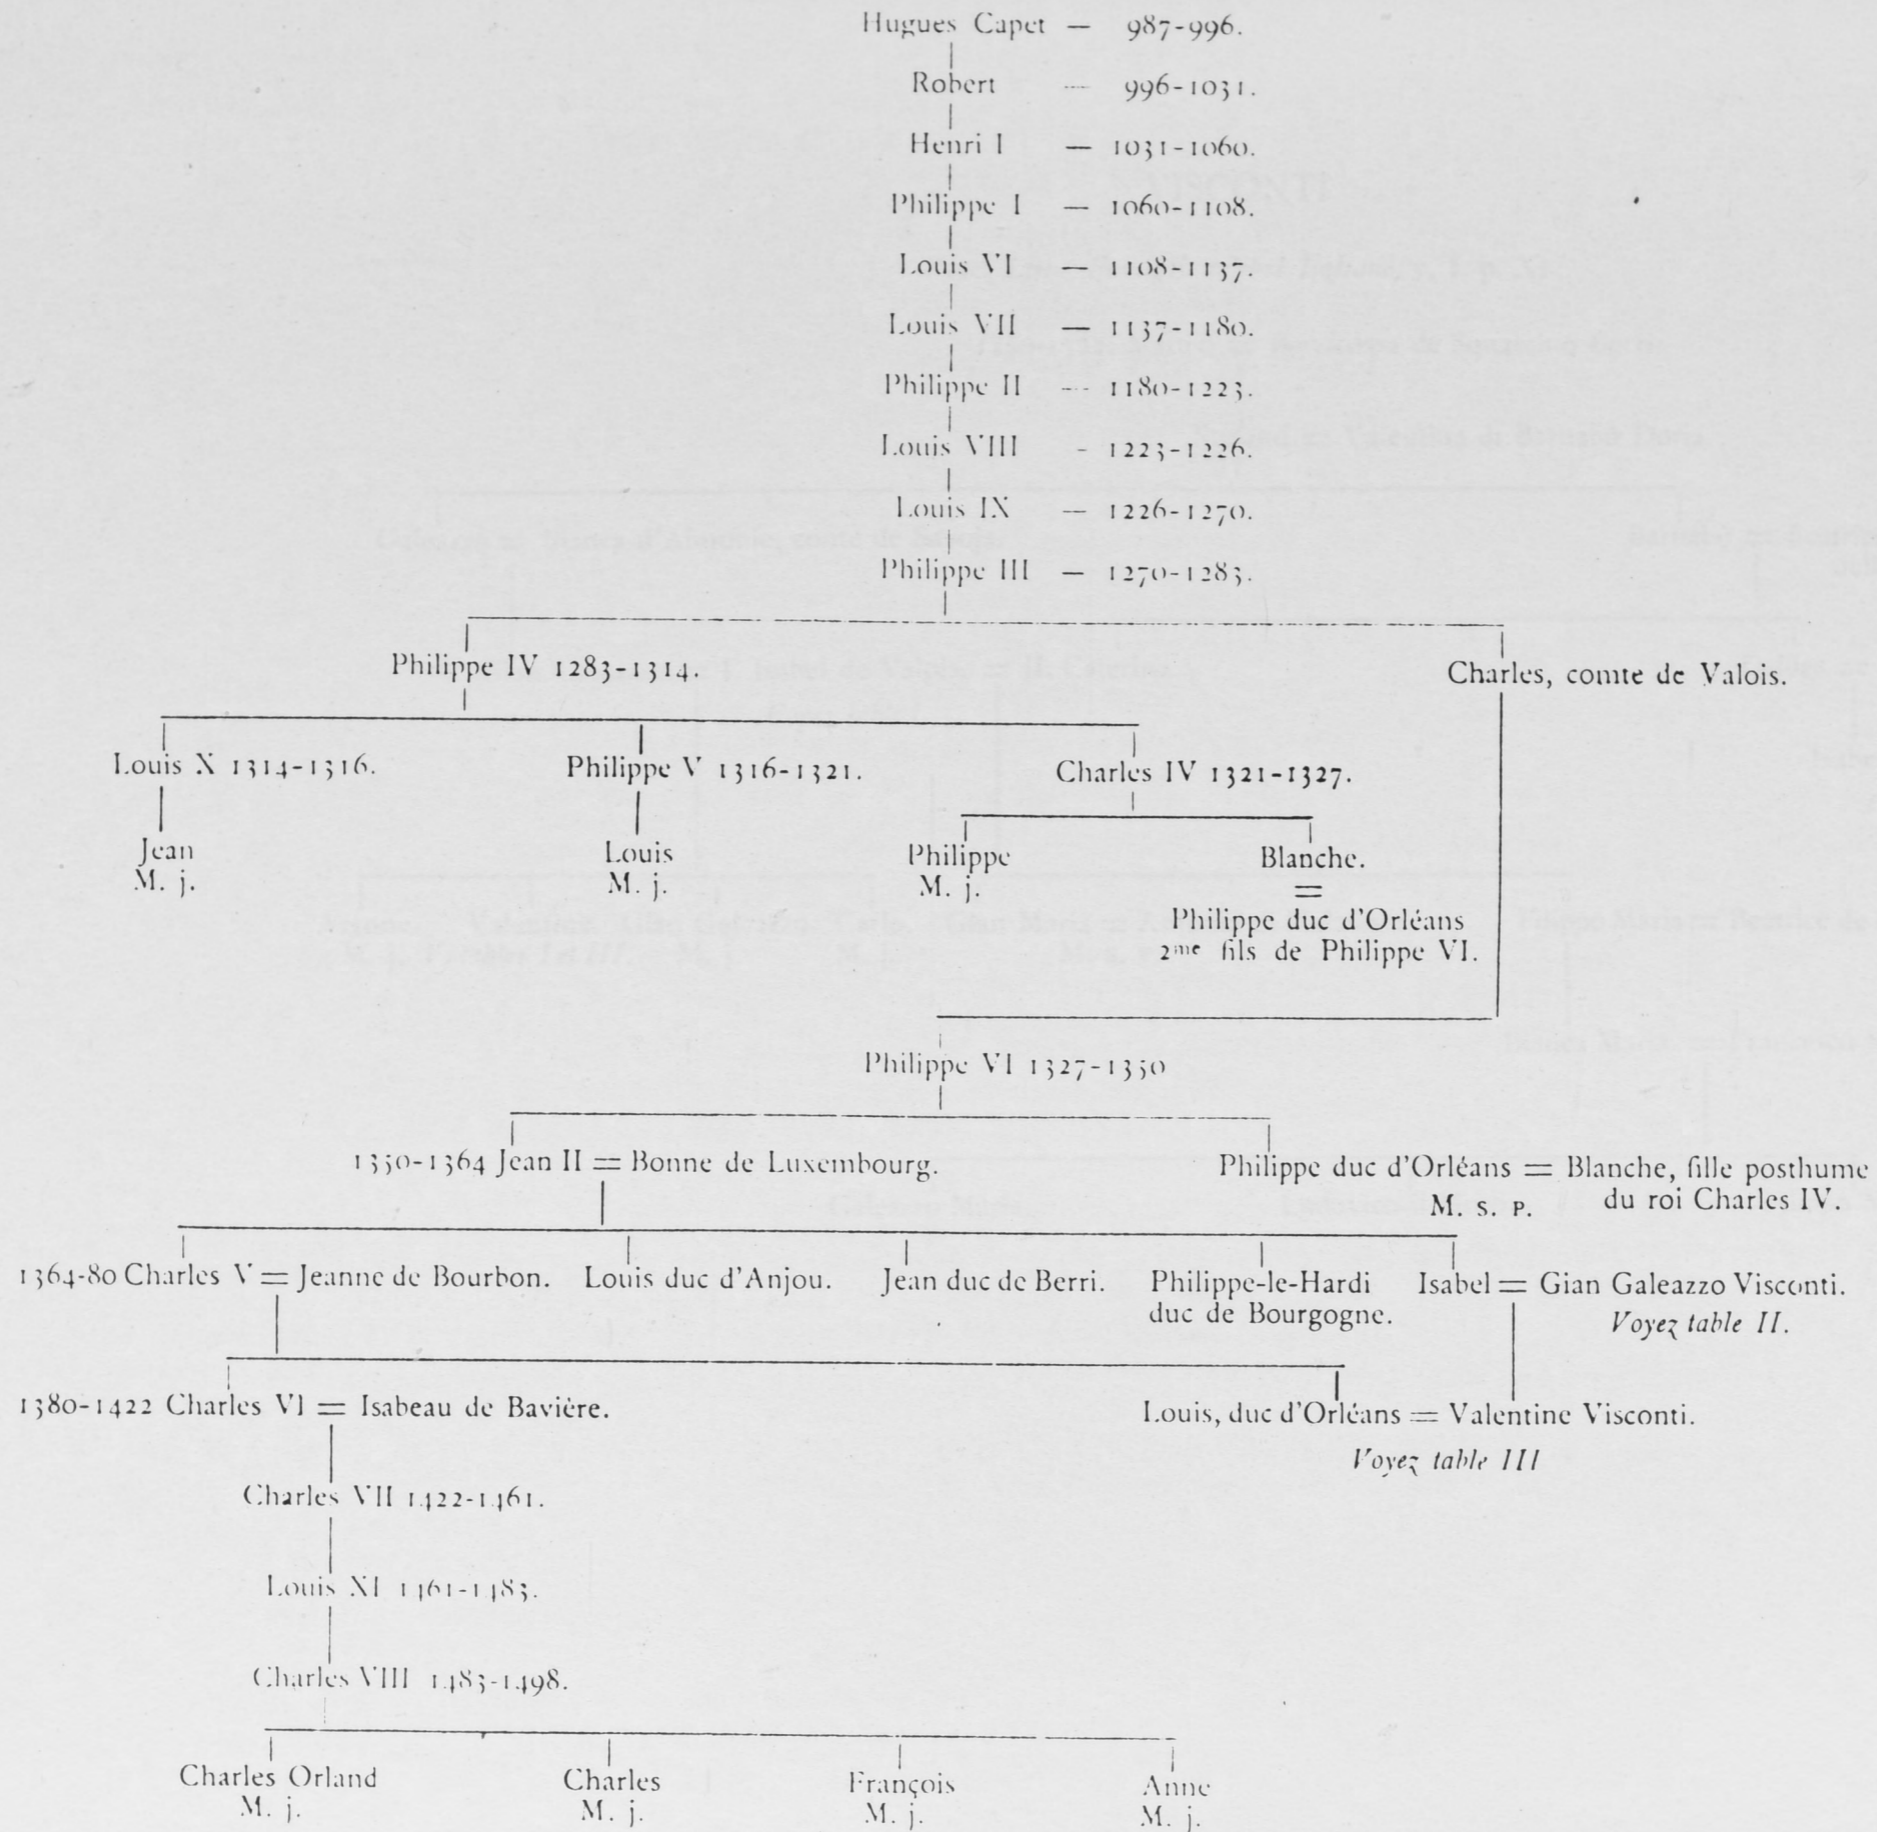 Hugues Capet — 987-996.
Robert — 996-1031.
Henri I — 1031-1060.
Philippe I — 1060-1108.
Louis VI — 1108-1137.
Louis VII — 1137-1180.
Philippe II — 1180-1223.
Louis VIII - 1223-1226.
Louis IX — 1226-1270.
Philippe III — 1270-1283.
Philippe IV 1283-1314. Charles, comte de Valois.
Louis X 1314-1316. Philippe V 1316-1321. Charles IV 1321-1327.
Jean Louis Philippe Blanche.
M. j. M. j. M. j. =
Philippe duc d'Orléans
2me fils de Philippe VI.
Philippe VI 1327-1350
1350-1364 Jean II = Bonne de Luxembourg. Philippe duc d'Orléans = Blanche, fille posthume
M. S. P. du roi Charles IV.
1364-80 Charles V = Jeanne de Bourbon. Louis duc d'Anjou. Jean duc de Berri. Philippe-le-Hardi Isabel = Gian Galeazzo Visconti.
duc de Bourgogne. Voyez table II.
1380-1422 Charles VI = Isabeau de Bavière. Louis, duc d'Orléans = Valentine Visconti.
Voyez table III
Charles VII 1422-1461.
Louis XI 1461-1483.
Charles VIII 1483-1498.
Charles Orland Charles François Anne
M. j. M. j. M. j. M. j.